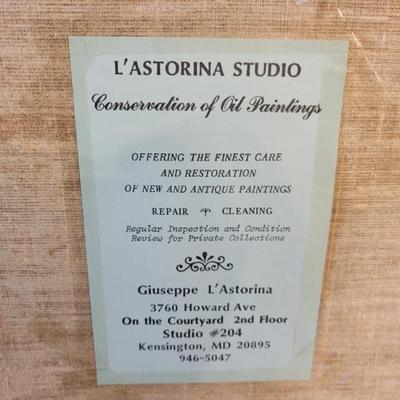 L'ASTORINA STUDIO
Conservation of Oil Paintings
OFFERING THE FINEST CARE
AND RESTORATION
OF NEW AND ANTIQUE PAINTINGS
REPAIR CLEANING
Regular Inspection and Condition
Review for Private Collections
Giuseppe L'Astorina
3760 Howard Ave
On the Courtyard 2nd Floor
Studio #204
Kensington, MD 20895
946-5047